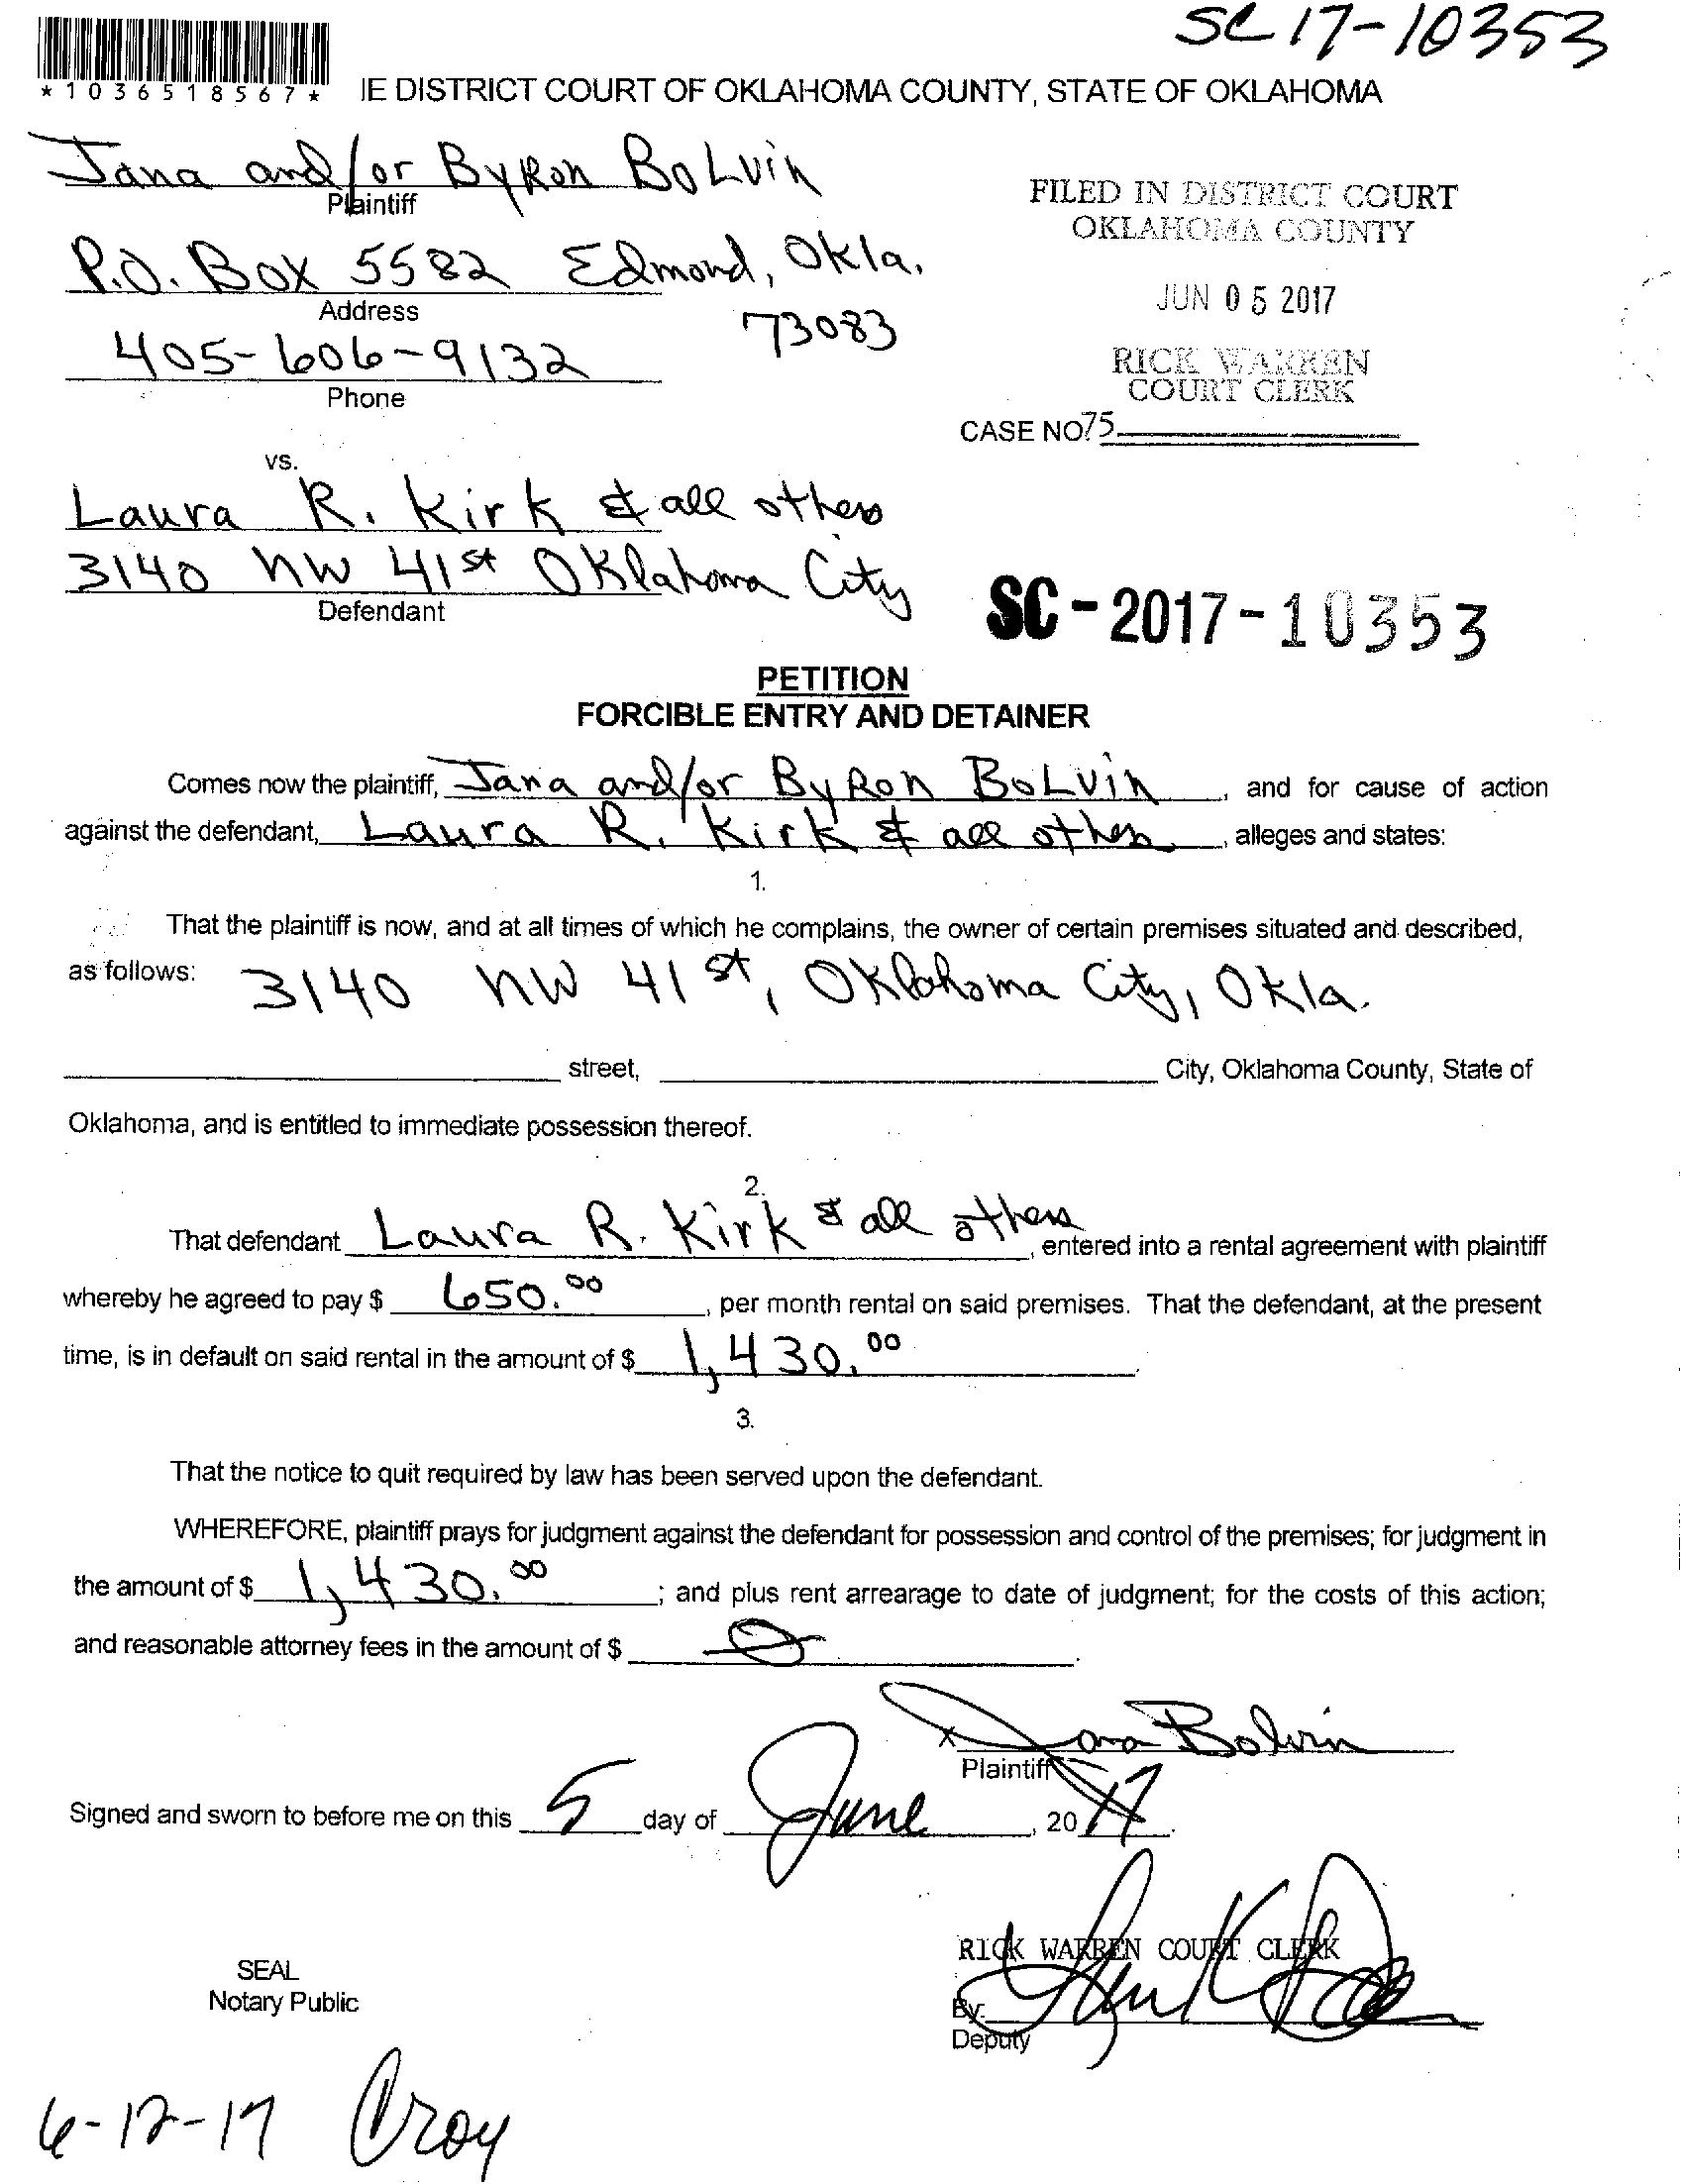 SC 17-10353
*1036518567*
IE DISTRICT COURT OF OKLAHOMA COUNTY, STATE OF OKLAHOMA
Jana and/or Byron Bolvin
Plaintiff
FILED IN DISTRICT COURT
OKLAHOMA COUNTY
P.O. Box 5582 Edmond, Okla.
Address
73083
JUN 05 2017
405-606-9132
Phone
RICK WARREN
COURT CLERK
CASE NO. 75
vs.
Laura R. Kirk & all others
3140 NW 41st Oklahoma City
Defendant
SC-2017-10353
PETITION
FORCIBLE ENTRY AND DETAINER
Comes now the plaintiff, Jana and/or Byron Bolvin, and for cause of action
against the defendant, Laura R. Kirk & all others, alleges and states:
1.
That the plaintiff is now, and at all times of which he complains, the owner of certain premises situated and described,
as follows: 3140 NW 41st, Oklahoma City, Okla.
street, City, Oklahoma County, State of
Oklahoma, and is entitled to immediate possession thereof.
2.
That defendant Laura R. Kirk & all others, entered into a rental agreement with plaintiff
whereby he agreed to pay $ 650.00, per month rental on said premises. That the defendant, at the present
time, is in default on said rental in the amount of $ 1,430.00.
3.
That the notice to quit required by law has been served upon the defendant.
WHEREFORE, plaintiff prays for judgment against the defendant for possession and control of the premises; for judgment in
the amount of $ 1,430.00; and plus rent arrearage to date of judgment; for the costs of this action;
and reasonable attorney fees in the amount of $ 0.
x Jana Bolvin
Plaintiff
Signed and sworn to before me on this 5 day of June, 2017.
RICK WARREN COURT CLERK
SEAL
Notary Public
By:
Deputy
6-12-17 Croy